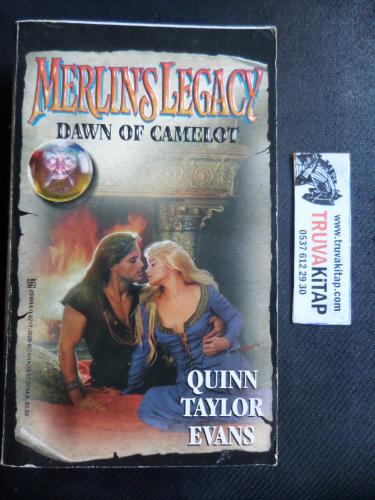 MERLIN'S LEGACY
DAWN OF CAMELOT
QUINN
TAYLOR
EVANS
www.truvakitap.com
TRUVAKiTAP
0537 612 29 30